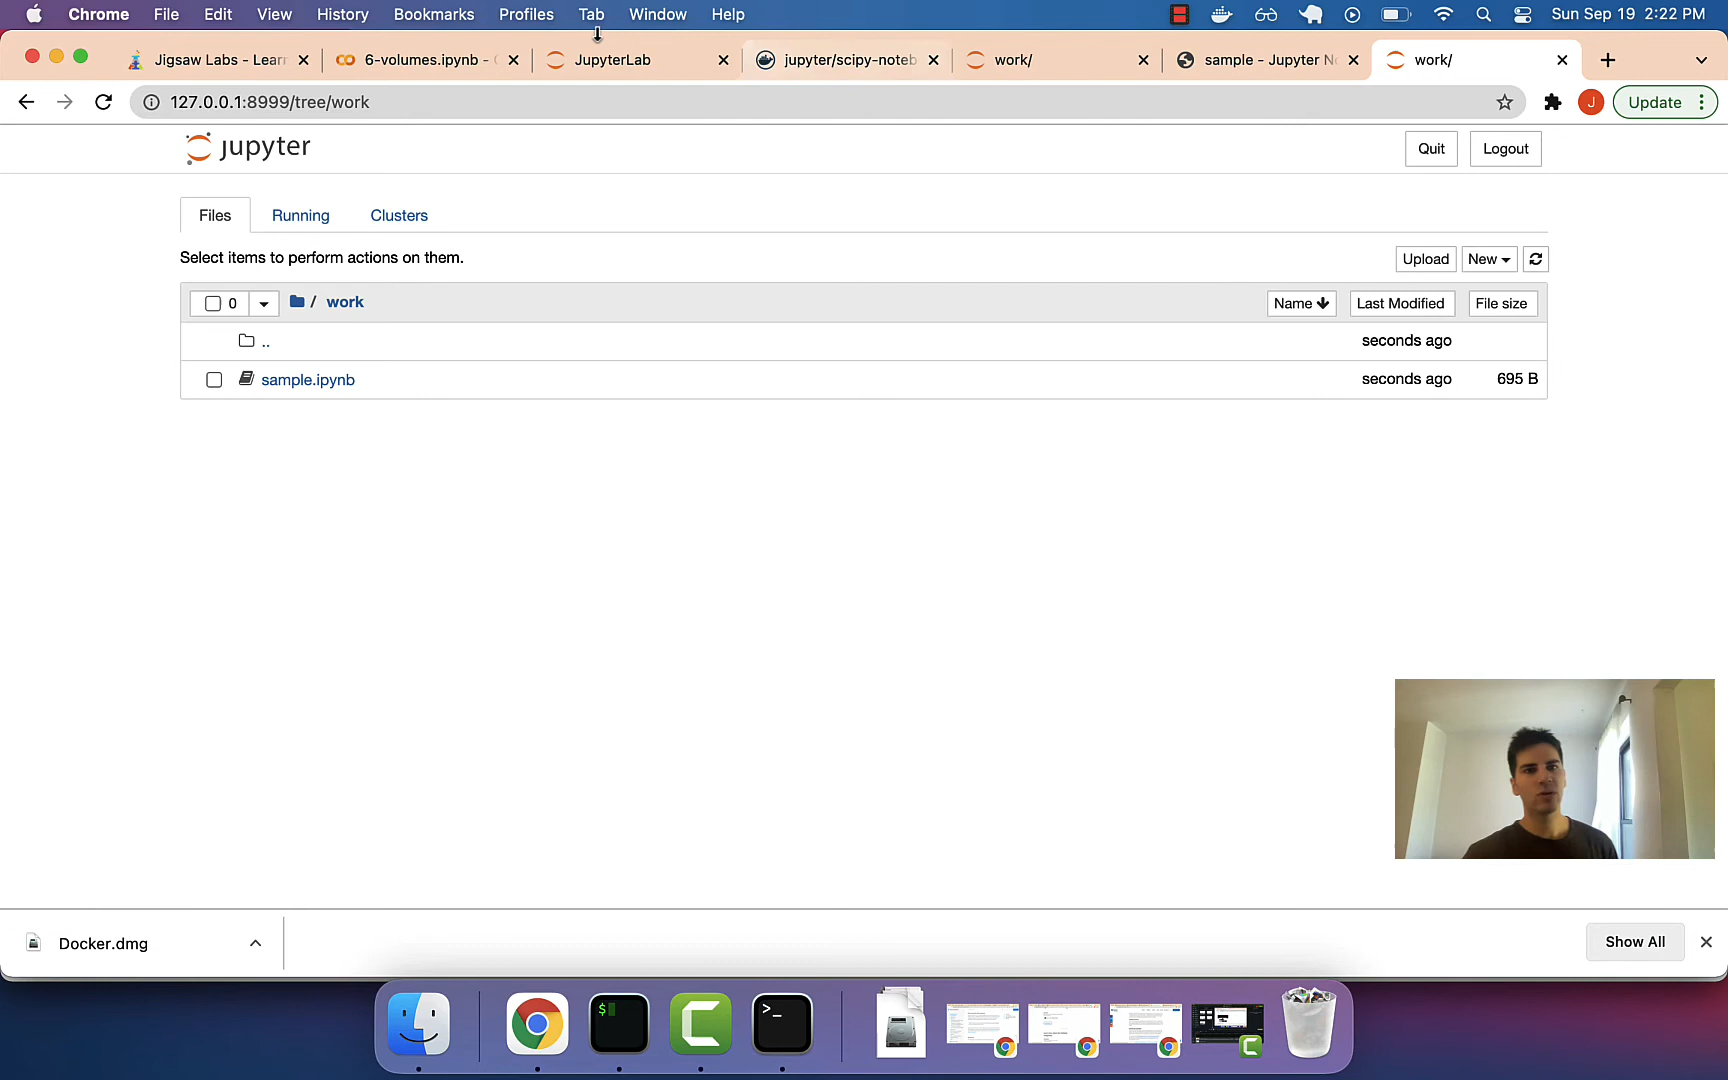 Chrome File Edit View History Bookmarks Profiles Tab Window Help Sun Sep 19 2:22 PM
Jigsaw Labs - Lear 6-volumes.ipynb - JupyterLab jupyter/scipy-noteb work/ sample - Jupyter N work/
127.0.0.1:8999/tree/work J Update
jupyter Quit Logout
Files Running Clusters
Select items to perform actions on them. Upload New
0 / work Name Last Modified File size
.. seconds ago
sample.ipynb seconds ago 695 B
Docker.dmg Show All
$ >_